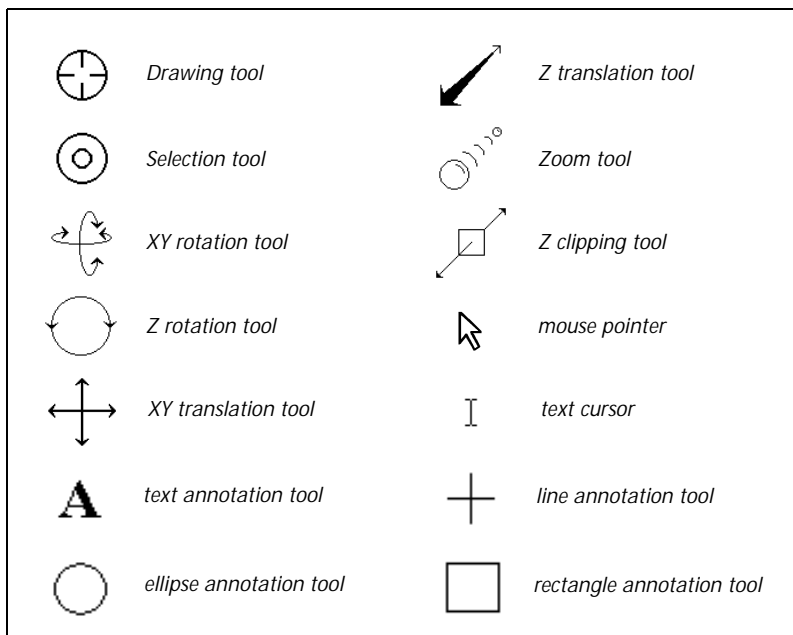 Drawing tool
Z translation tool
Selection tool
Zoom tool
XY rotation tool
Z clipping tool
Z rotation tool
mouse pointer
XY translation tool
text cursor
A
text annotation tool
line annotation tool
ellipse annotation tool
rectangle annotation tool